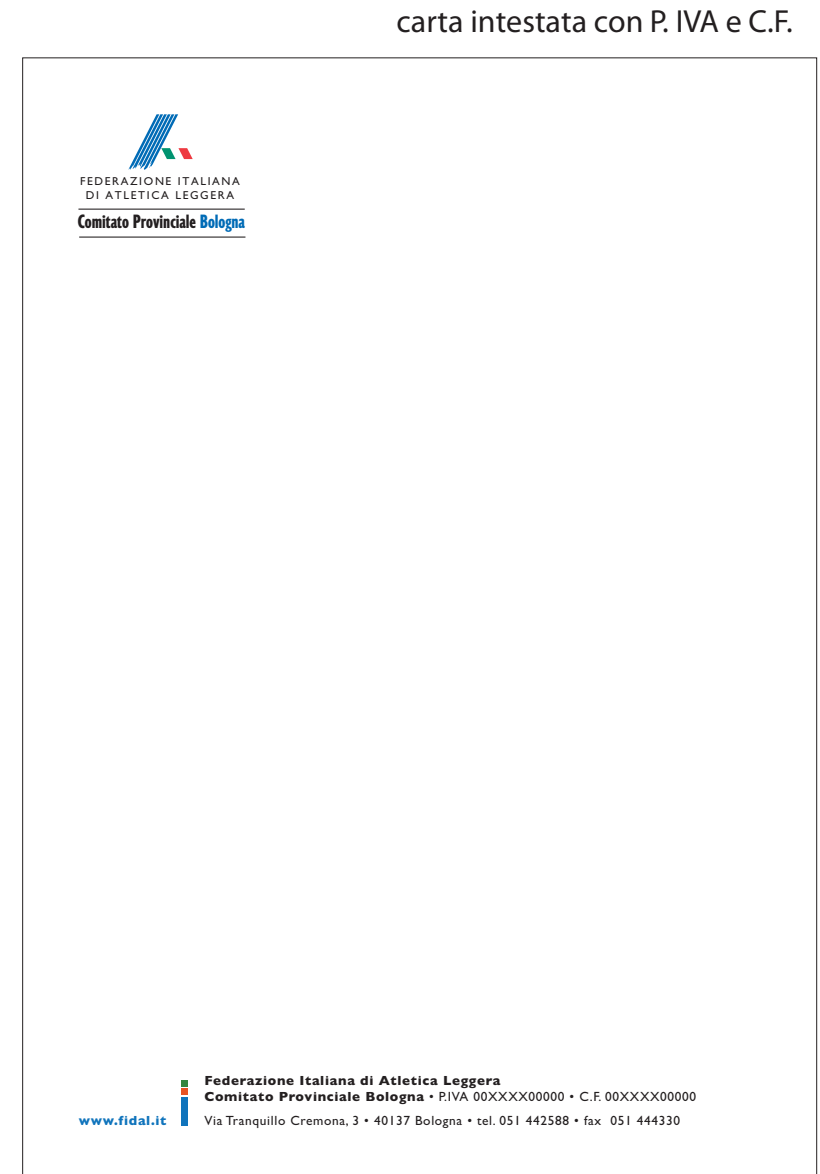 carta intestata con P. IVA e C.F.
FEDERAZIONE ITALIANA
DI ATLETICA LEGGERA
Comitato Provinciale Bologna
Federazione Italiana di Atletica Leggera
Comitato Provinciale Bologna • P.IVA 00XXXX00000 • C.F. 00XXXX00000
www.fidal.it Via Tranquillo Cremona, 3 • 40137 Bologna • tel. 051 442588 • fax 051 444330